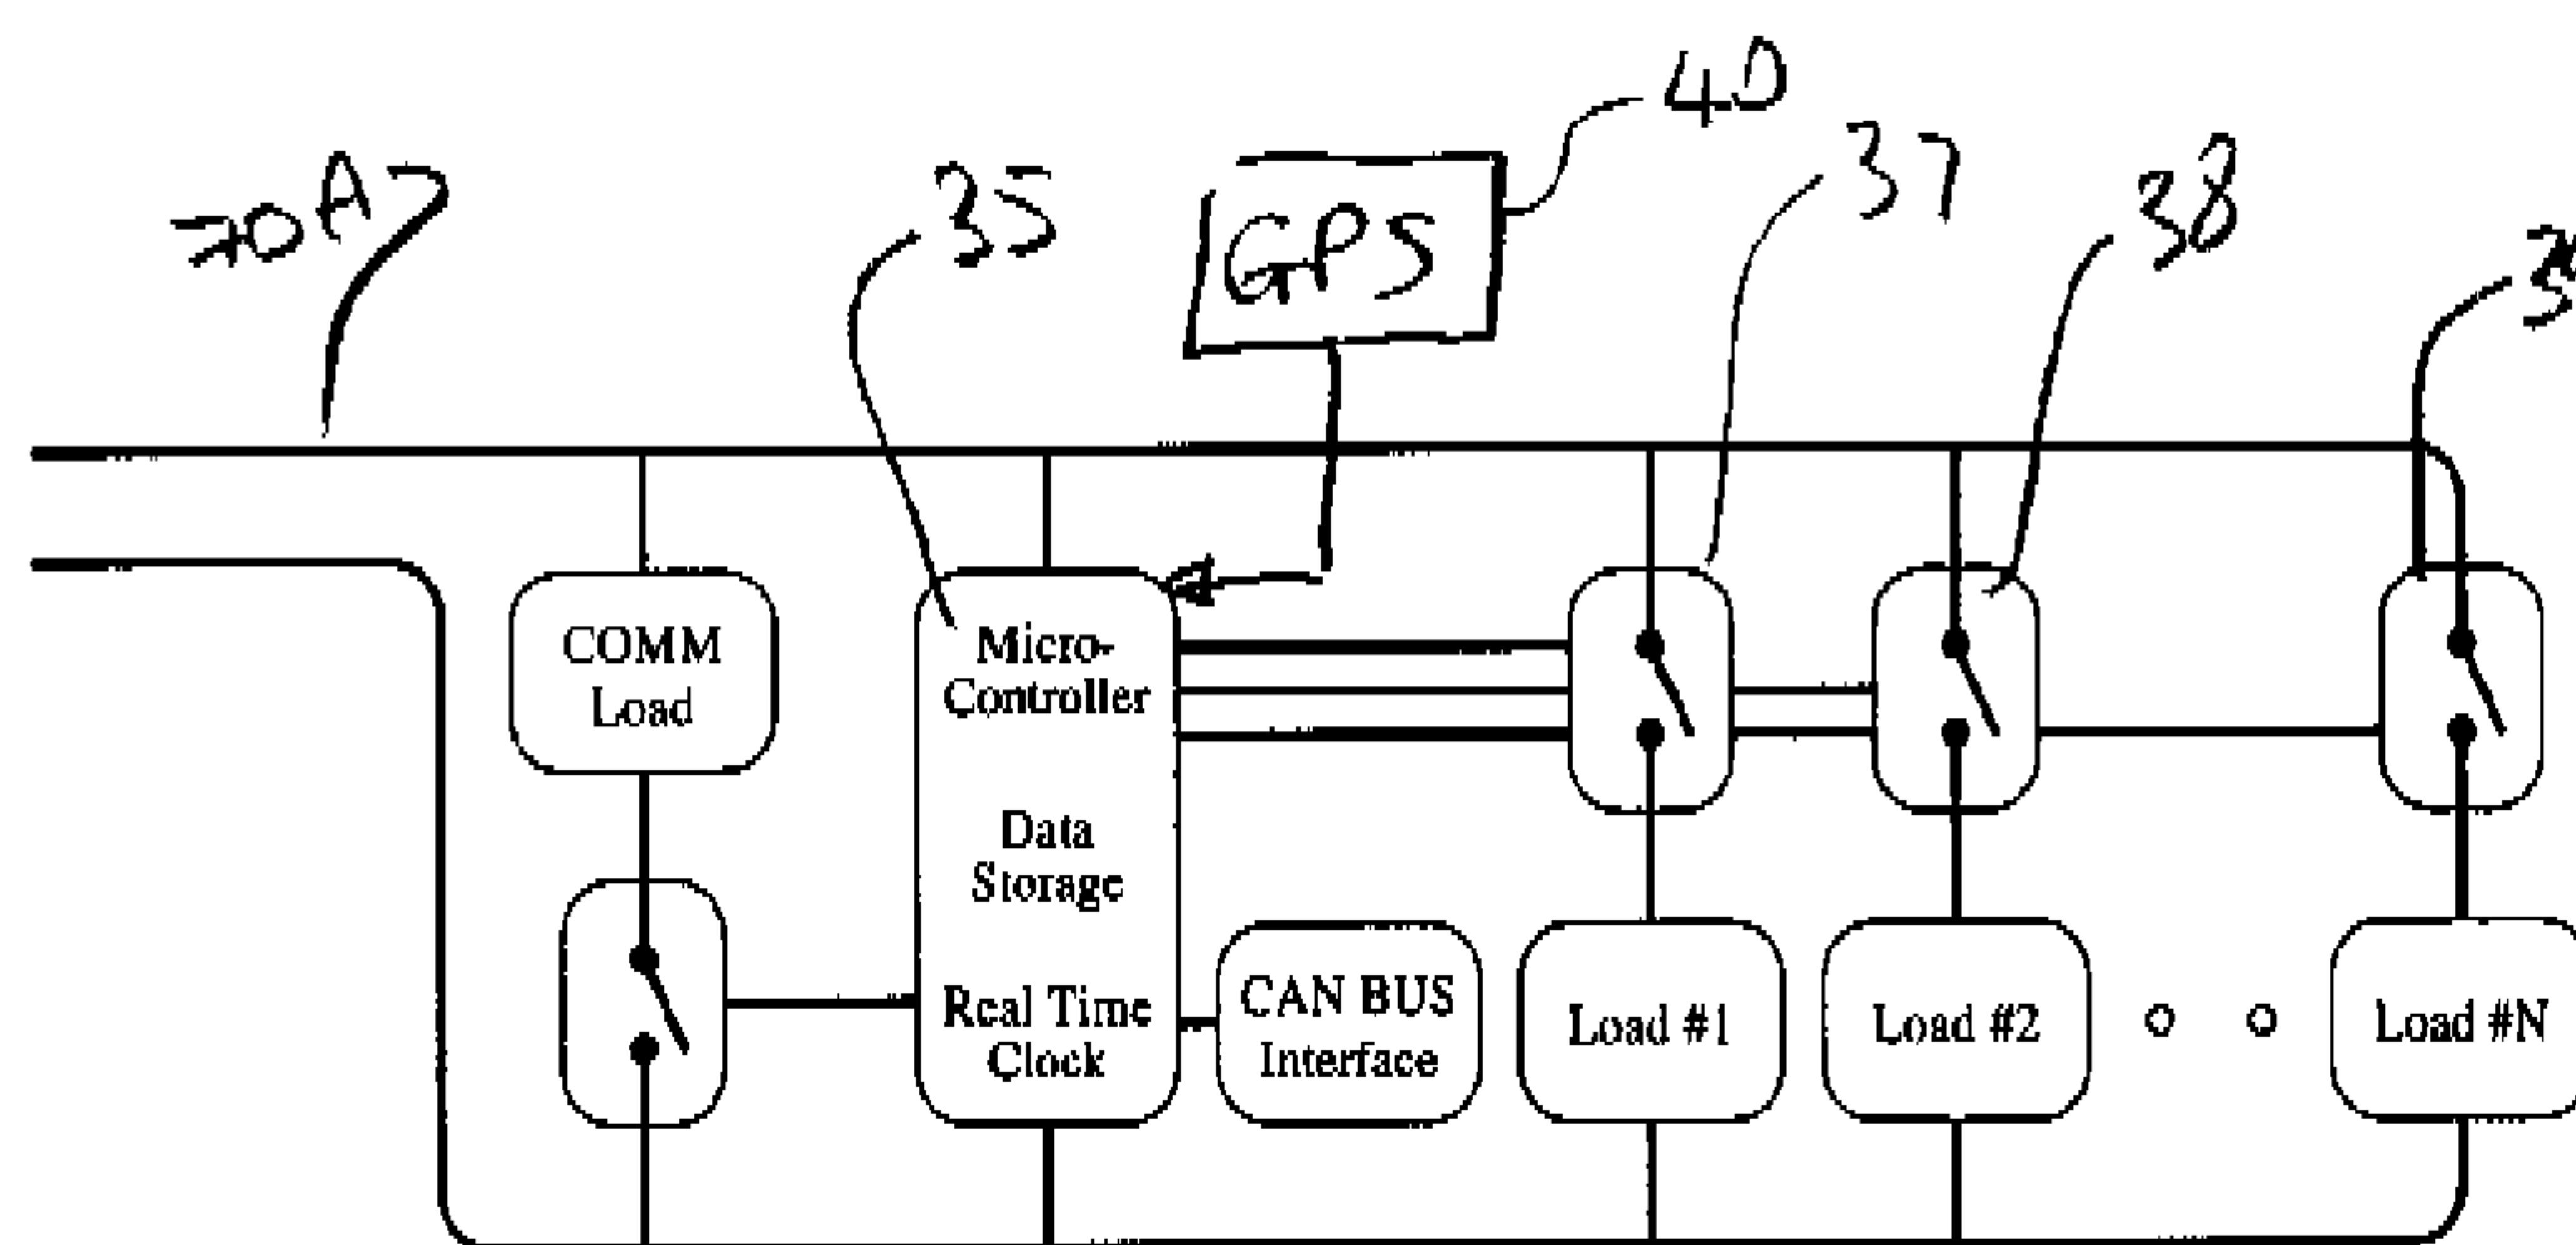 40
37
70A
35
38
GPS
COMM
Load
Micro-
Controller
Data
Storage
Real Time
Clock
CAN BUS
Interface
Load #1
Load #2
Load #N